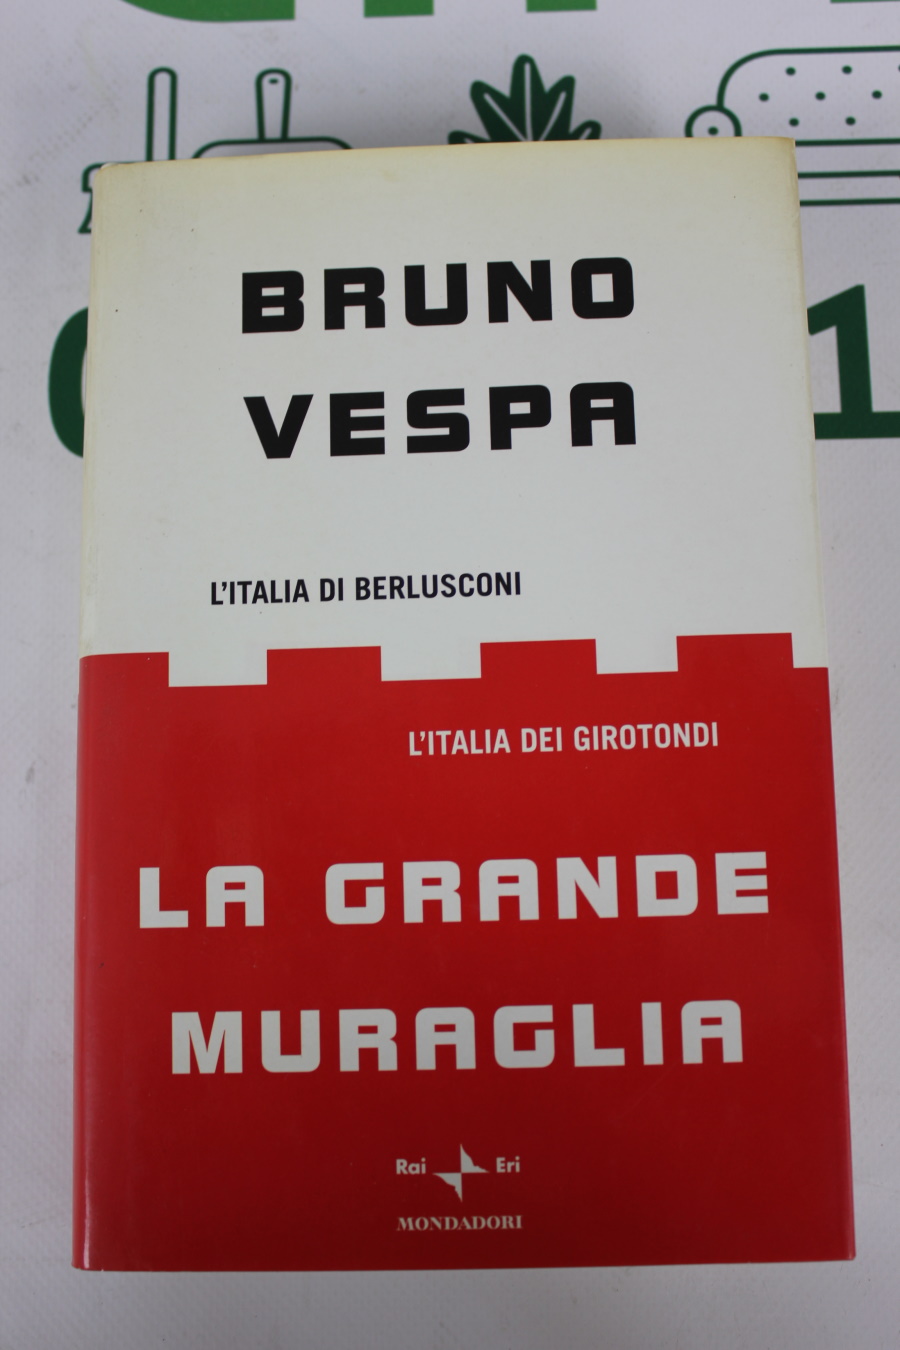 BRUNO
VESPA
L'ITALIA DI BERLUSCONI
L'ITALIA DEI GIROTONDI
LA GRANDE
MURAGLIA
Rai Eri
MONDADORI